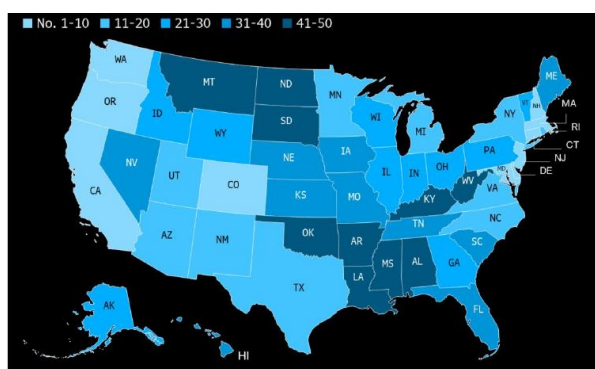 No. 1-10 11-20 21-30 31-40 41-50
WA
OR
CA
NV
ID
MT
WY
UT
AZ
CO
NM
ND
SD
NE
KS
OK
TX
MN
IA
MO
AR
LA
WI
IL
MS
MI
IN
OH
KY
TN
AL
GA
FL
SC
NC
VA
WV
PA
NY
VT
NH
ME
MA
RI
CT
NJ
DE
MD
AK
HI